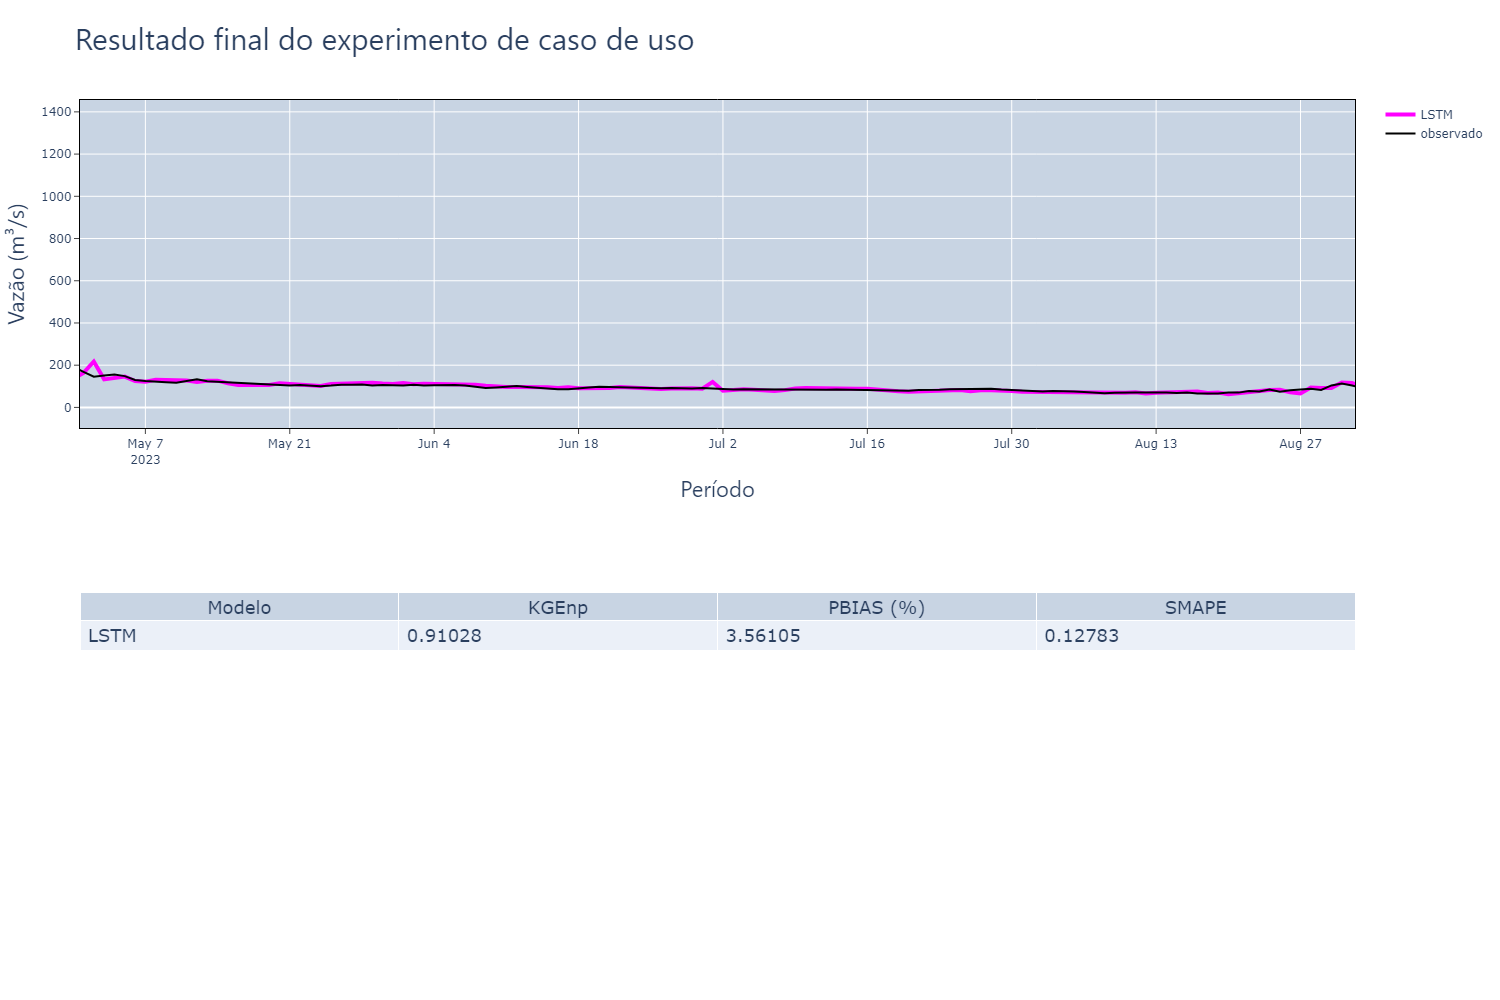 Resultado final do experimento de caso de uso
1400
1200
1000
800
600
400
200
0
Vazão (m³/s)
May 7
2023
May 21
Jun 4
Jun 18
Jul 2
Jul 16
Jul 30
Aug 13
Aug 27
Período
LSTM
observado
Modelo KGEnp PBIAS (%) SMAPE
LSTM 0.91028 3.56105 0.12783